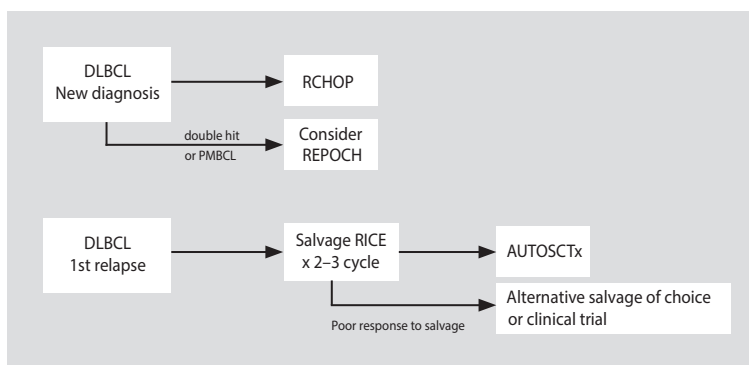 DLBCL
New diagnosis
RCHOP
double hit
or PMBCL
Consider
REPOCH
DLBCL
1st relapse
Salvage RICE
x 2–3 cycle
AUTOSCTx
Poor response to salvage
Alternative salvage of choice
or clinical trial